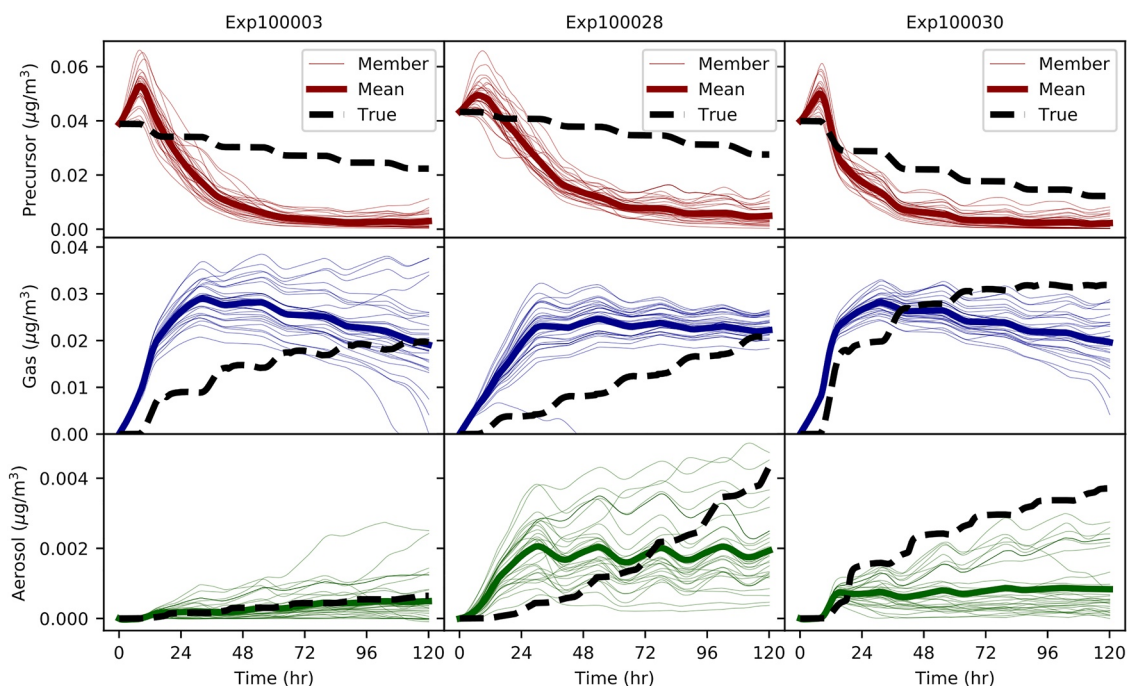 Exp100003 Exp100028 Exp100030
Precursor (μg/m³)
0.06
0.04
0.02
0.00
Member
Mean
True
Member
Mean
True
Member
Mean
True
Gas (μg/m³)
0.04
0.03
0.02
0.01
0.00
Aerosol (μg/m³)
0.004
0.002
0.000
0 24 48 72 96 120
0 24 48 72 96 120
0 24 48 72 96 120
Time (hr) Time (hr) Time (hr)